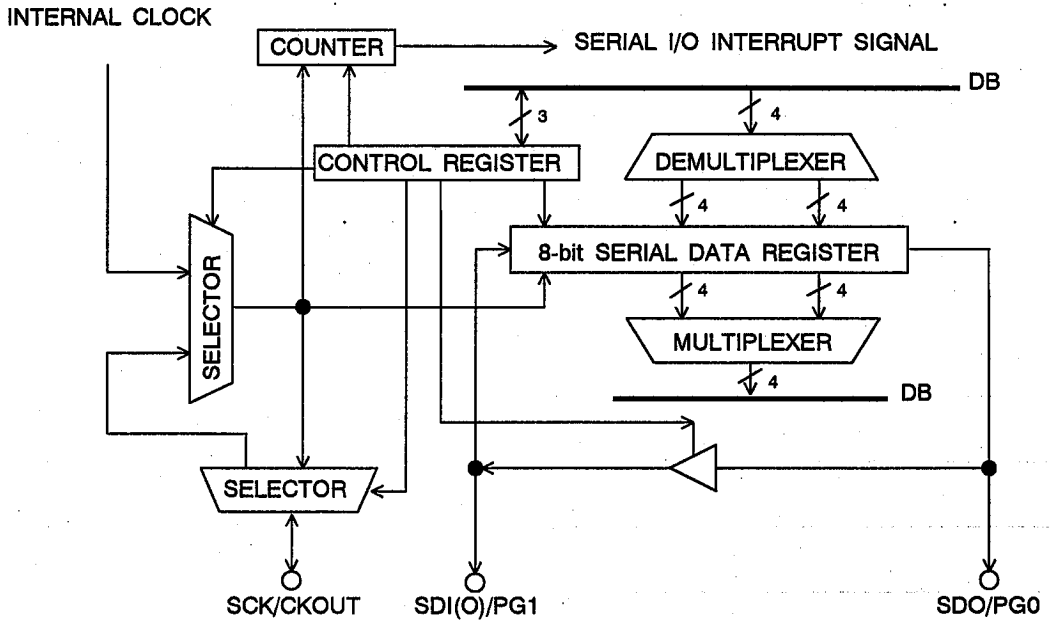 INTERNAL CLOCK
COUNTER
SERIAL I/O INTERRUPT SIGNAL
DB
3
4
CONTROL REGISTER
DEMULTIPLEXER
4
4
8-bit SERIAL DATA REGISTER
SELECTOR
4
4
MULTIPLEXER
4
DB
SELECTOR
SCK/CKOUT
SDI(O)/PG1
SDO/PG0